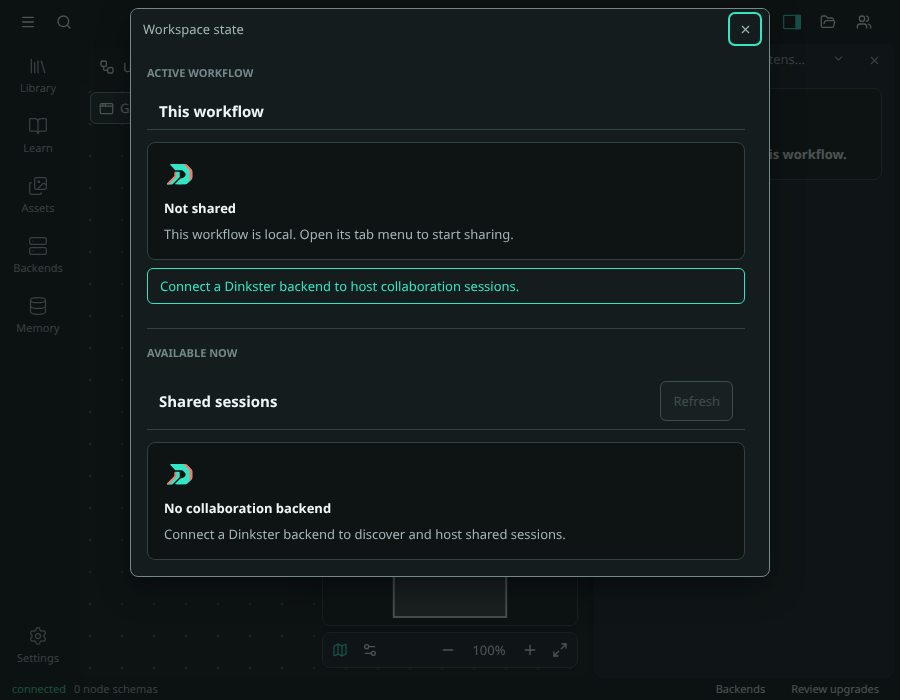 Workspace state
ACTIVE WORKFLOW
This workflow
Not shared
This workflow is local. Open its tab menu to start sharing.
Connect a Dinkster backend to host collaboration sessions.
AVAILABLE NOW
Shared sessions
Refresh
No collaboration backend
Connect a Dinkster backend to discover and host shared sessions.
Library
Learn
Assets
Backends
Memory
Settings
is workflow.
100%
connected
0 node schemas
Backends
Review upgrades